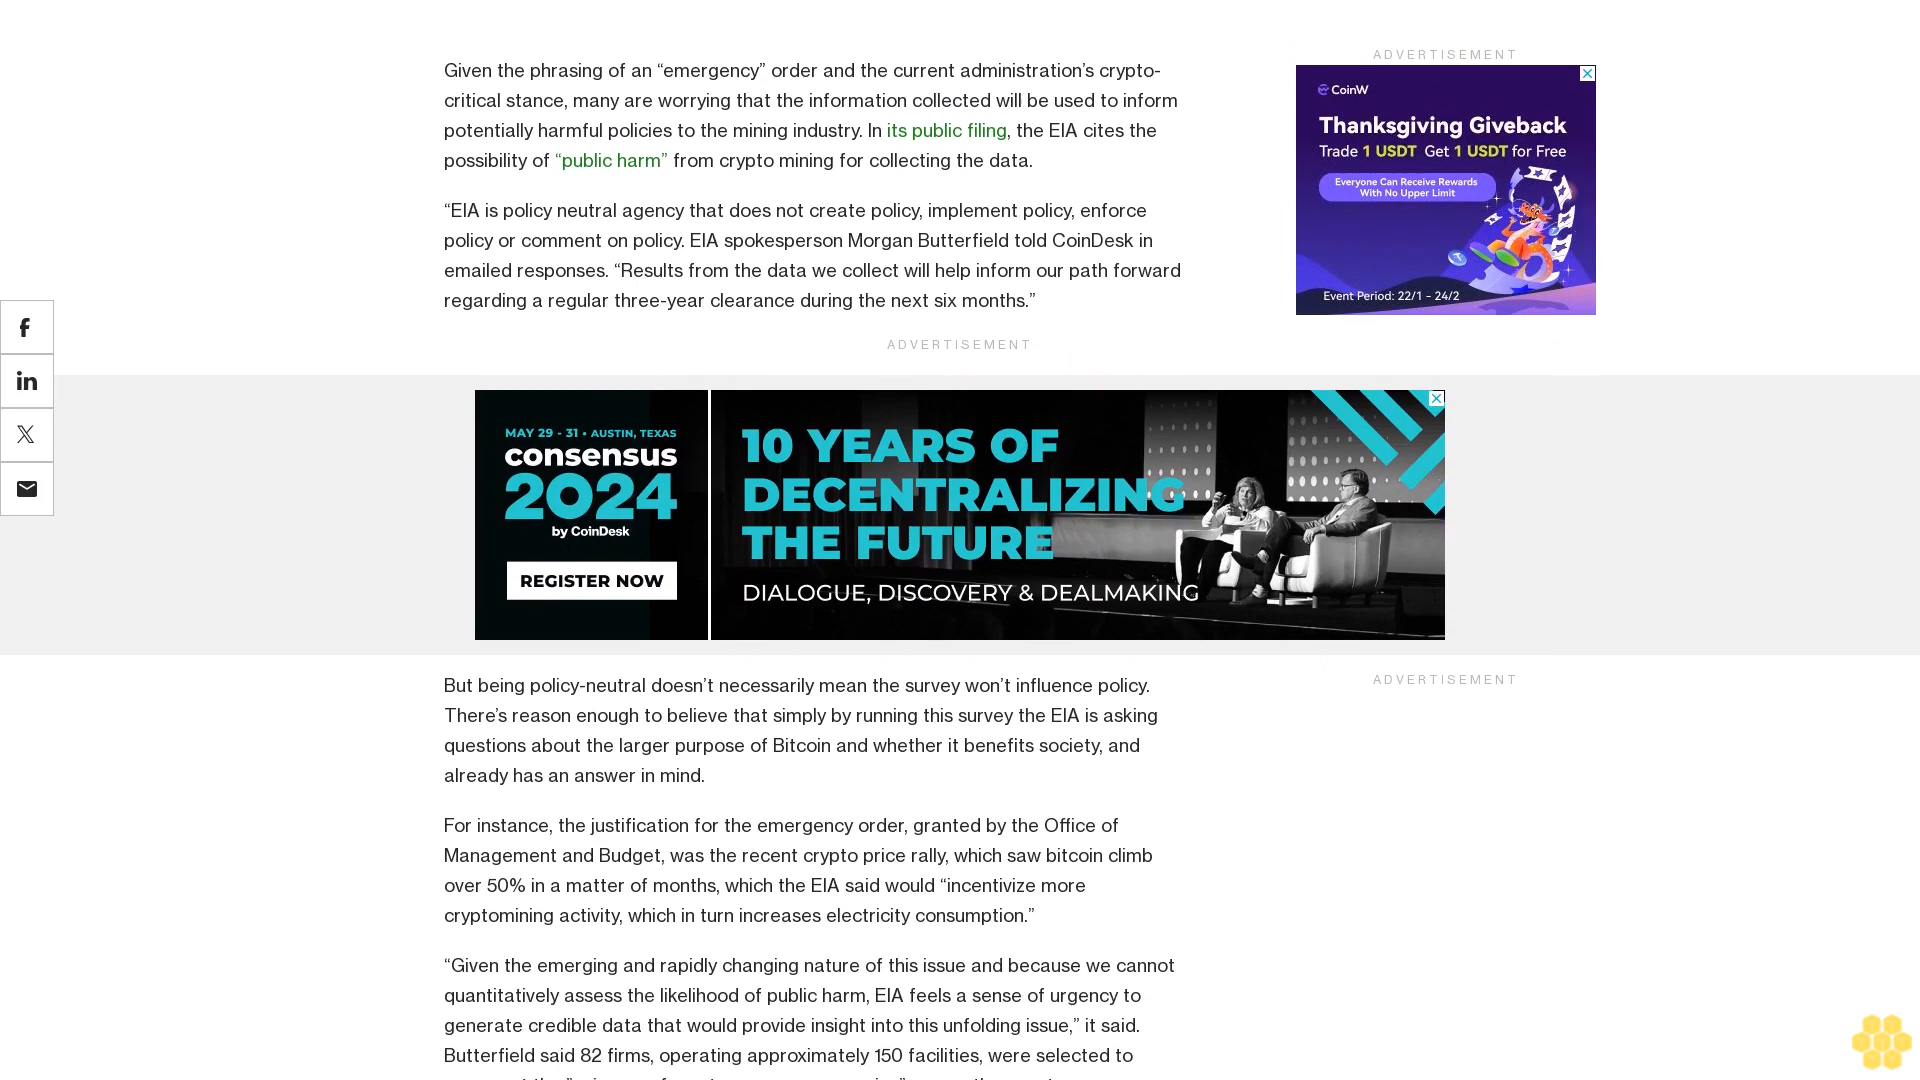 Given the phrasing of an “emergency” order and the current administration’s crypto-
critical stance, many are worrying that the information collected will be used to inform
potentially harmful policies to the mining industry. In its public filing, the EIA cites the
possibility of “public harm” from crypto mining for collecting the data.
“EIA is policy neutral agency that does not create policy, implement policy, enforce
policy or comment on policy. EIA spokesperson Morgan Butterfield told CoinDesk in
emailed responses. “Results from the data we collect will help inform our path forward
regarding a regular three-year clearance during the next six months.”
ADVERTISEMENT
CoinW
Thanksgiving Giveback
Trade 1 USDT Get 1 USDT for Free
Everyone Can Receive Rewards
With No Upper Limit
Event Period: 22/1 - 24/2
ADVERTISEMENT
MAY 29 - 31 • AUSTIN, TEXAS
consensus
2024
by CoinDesk
REGISTER NOW
10 YEARS OF
DECENTRALIZING
THE FUTURE
DIALOGUE, DISCOVERY & DEALMAKING
But being policy-neutral doesn’t necessarily mean the survey won’t influence policy.
There’s reason enough to believe that simply by running this survey the EIA is asking
questions about the larger purpose of Bitcoin and whether it benefits society, and
already has an answer in mind.
ADVERTISEMENT
For instance, the justification for the emergency order, granted by the Office of
Management and Budget, was the recent crypto price rally, which saw bitcoin climb
over 50% in a matter of months, which the EIA said would “incentivize more
cryptomining activity, which in turn increases electricity consumption.”
“Given the emerging and rapidly changing nature of this issue and because we cannot
quantitatively assess the likelihood of public harm, EIA feels a sense of urgency to
generate credible data that would provide insight into this unfolding issue,” it said.
Butterfield said 82 firms, operating approximately 150 facilities, were selected to